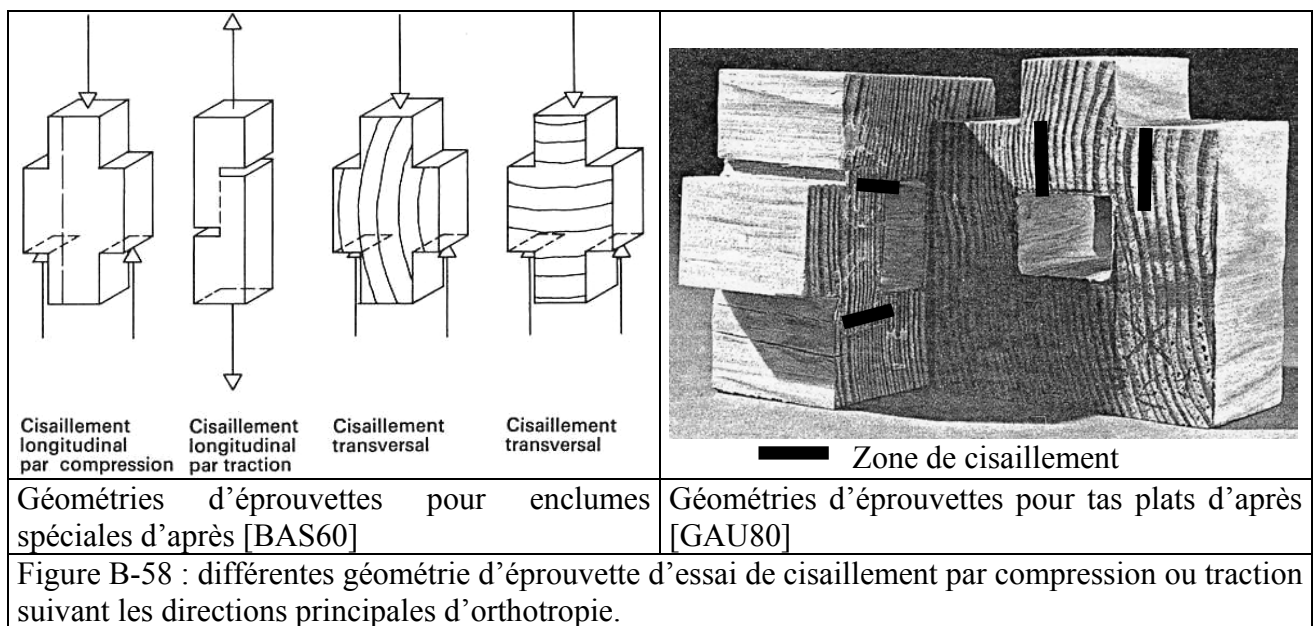 Cisaillement
longitudinal
par compression
Cisaillement
longitudinal
par traction
Cisaillement
transversal
Cisaillement
transversal
Zone de cisaillement
Géométries d’éprouvettes pour enclumes
spéciales d’après [BAS60]
Géométries d’éprouvettes pour tas plats d’après
[GAU80]
Figure B-58 : différentes géométrie d’éprouvette d’essai de cisaillement par compression ou traction
suivant les directions principales d’orthotropie.